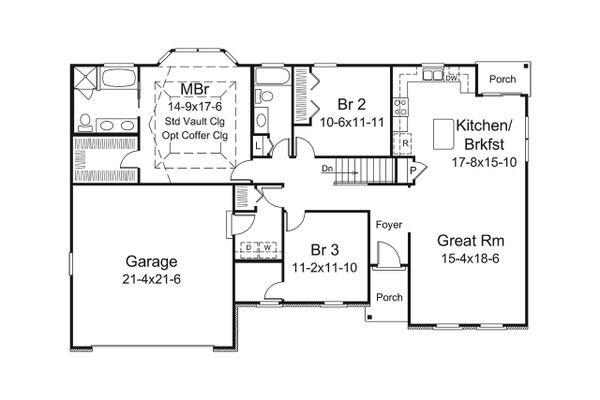 MBr
14-9x17-6
Std Vault Clg
Opt Coffer Clg
Br 2
10-6x11-11
DW
Porch
Kitchen/
Brkfst
17-8x15-10
R
L
Dn
P
D W
Foyer
Br 3
11-2x11-10
Great Rm
15-4x18-6
Garage
21-4x21-6
Porch